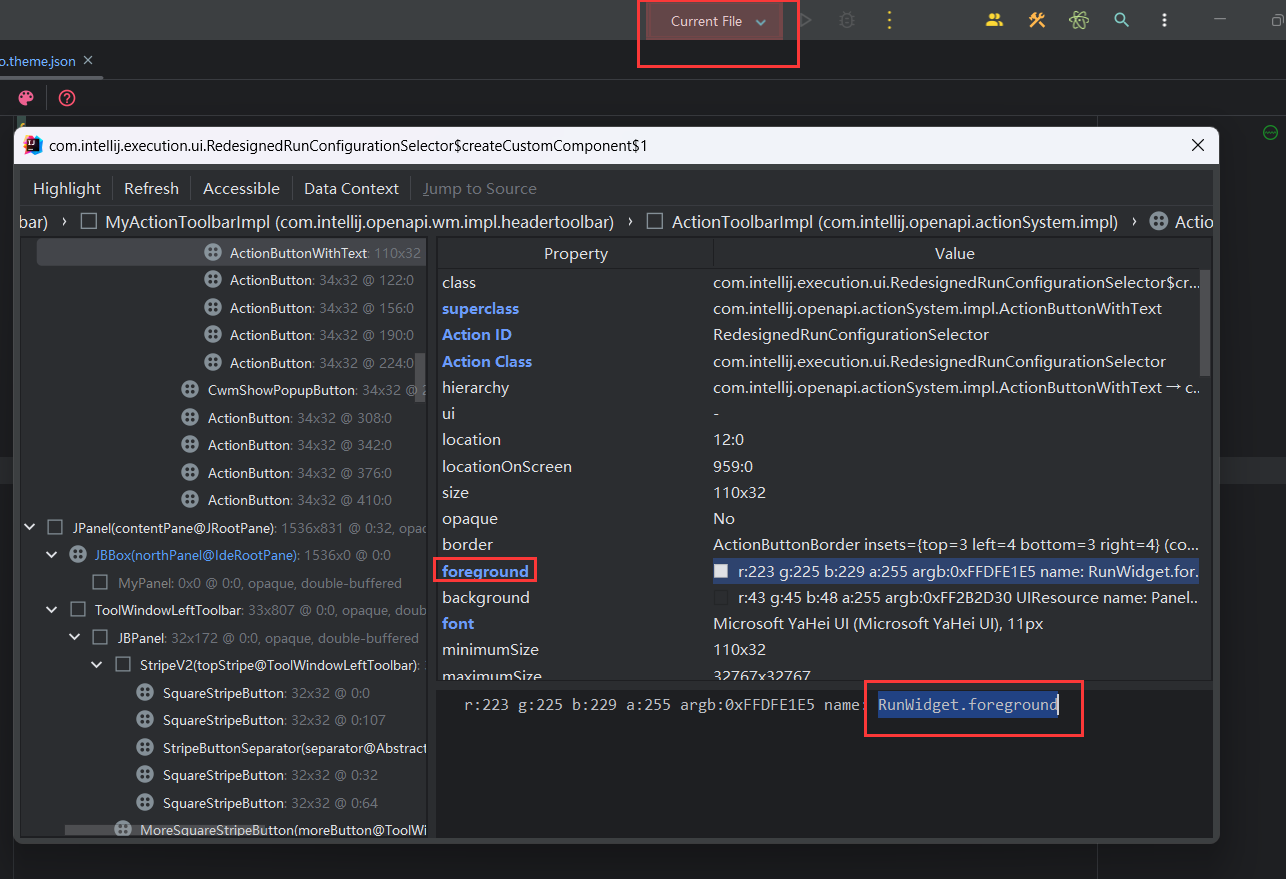 Current File
o.theme.json
com.intellij.execution.ui.RedesignedRunConfigurationSelector$createCustomComponent$1
Highlight Refresh Accessible Data Context Jump to Source
bar) › MyActionToolbarImpl (com.intellij.openapi.wm.impl.headertoolbar) › ActionToolbarImpl (com.intellij.openapi.actionSystem.impl) › Actio
ActionButtonWithText: 110x32
ActionButton: 34x32 @ 122:0
ActionButton: 34x32 @ 156:0
ActionButton: 34x32 @ 190:0
ActionButton: 34x32 @ 224:0
CwmShowPopupButton: 34x32 @ 2
ActionButton: 34x32 @ 308:0
ActionButton: 34x32 @ 342:0
ActionButton: 34x32 @ 376:0
ActionButton: 34x32 @ 410:0
JPanel(contentPane@JRootPane): 1536x831 @ 0:32, opac
JBBox(northPanel@IdeRootPane): 1536x0 @ 0:0
MyPanel: 0x0 @ 0:0, opaque, double-buffered
ToolWindowLeftToolbar: 33x807 @ 0:0, opaque, doub
JBPanel: 32x172 @ 0:0, opaque, double-buffered
StripeV2(topStripe@ToolWindowLeftToolbar):
SquareStripeButton: 32x32 @ 0:0
SquareStripeButton: 32x32 @ 0:107
StripeButtonSeparator(separator@Abstract
SquareStripeButton: 32x32 @ 0:32
SquareStripeButton: 32x32 @ 0:64
MoreSquareStripeButton(moreButton@ToolWi
Property Value
class com.intellij.execution.ui.RedesignedRunConfigurationSelector$cr...
superclass com.intellij.openapi.actionSystem.impl.ActionButtonWithText
Action ID RedesignedRunConfigurationSelector
Action Class com.intellij.execution.ui.RedesignedRunConfigurationSelector
hierarchy com.intellij.openapi.actionSystem.impl.ActionButtonWithText → c...
ui -
location 12:0
locationOnScreen 959:0
size 110x32
opaque No
border ActionButtonBorder insets={top=3 left=4 bottom=3 right=4} (co...
foreground r:223 g:225 b:229 a:255 argb:0xFFDFE1E5 name: RunWidget.for...
background r:43 g:45 b:48 a:255 argb:0xFF2B2D30 UIResource name: Panel...
font Microsoft YaHei UI (Microsoft YaHei UI), 11px
minimumSize 110x32
maximumSize 32767x32767
r:223 g:225 b:229 a:255 argb:0xFFDFE1E5 name: RunWidget.foreground